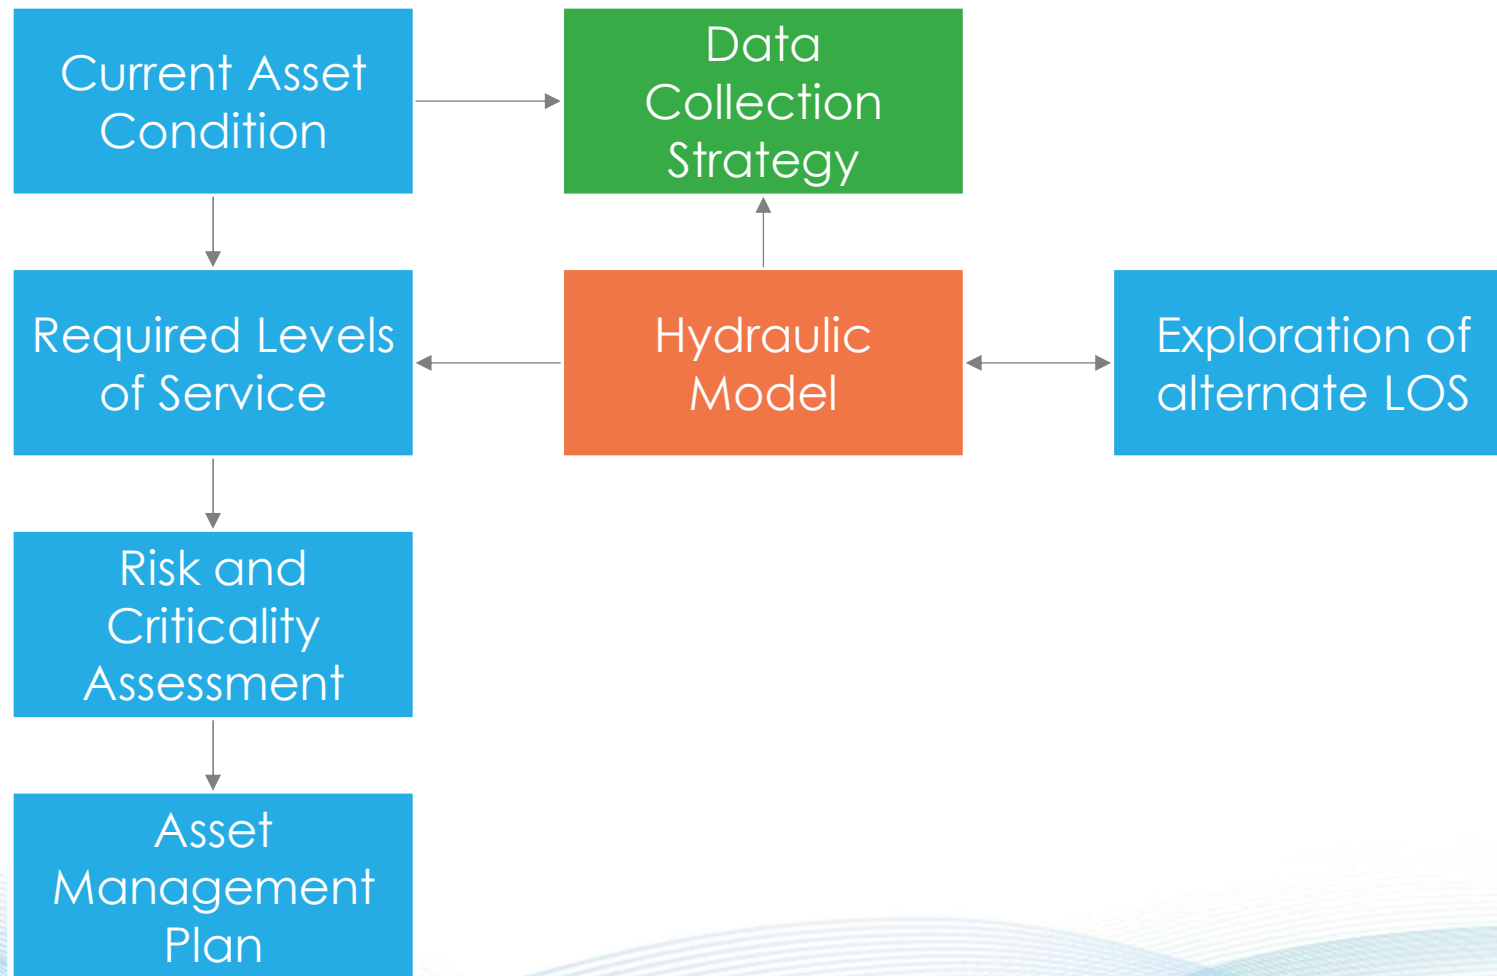 Current Asset
Condition
Data
Collection
Strategy
Required Levels
of Service
Hydraulic
Model
Exploration of
alternate LOS
Risk and
Criticality
Assessment
Asset
Management
Plan